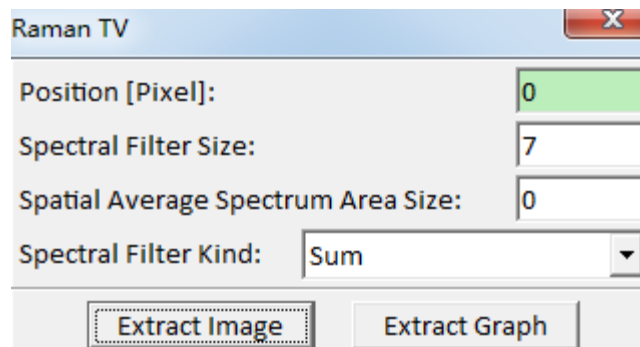 Raman TV
Position [Pixel]: 0
Spectral Filter Size: 7
Spatial Average Spectrum Area Size: 0
Spectral Filter Kind: Sum
Extract Image Extract Graph